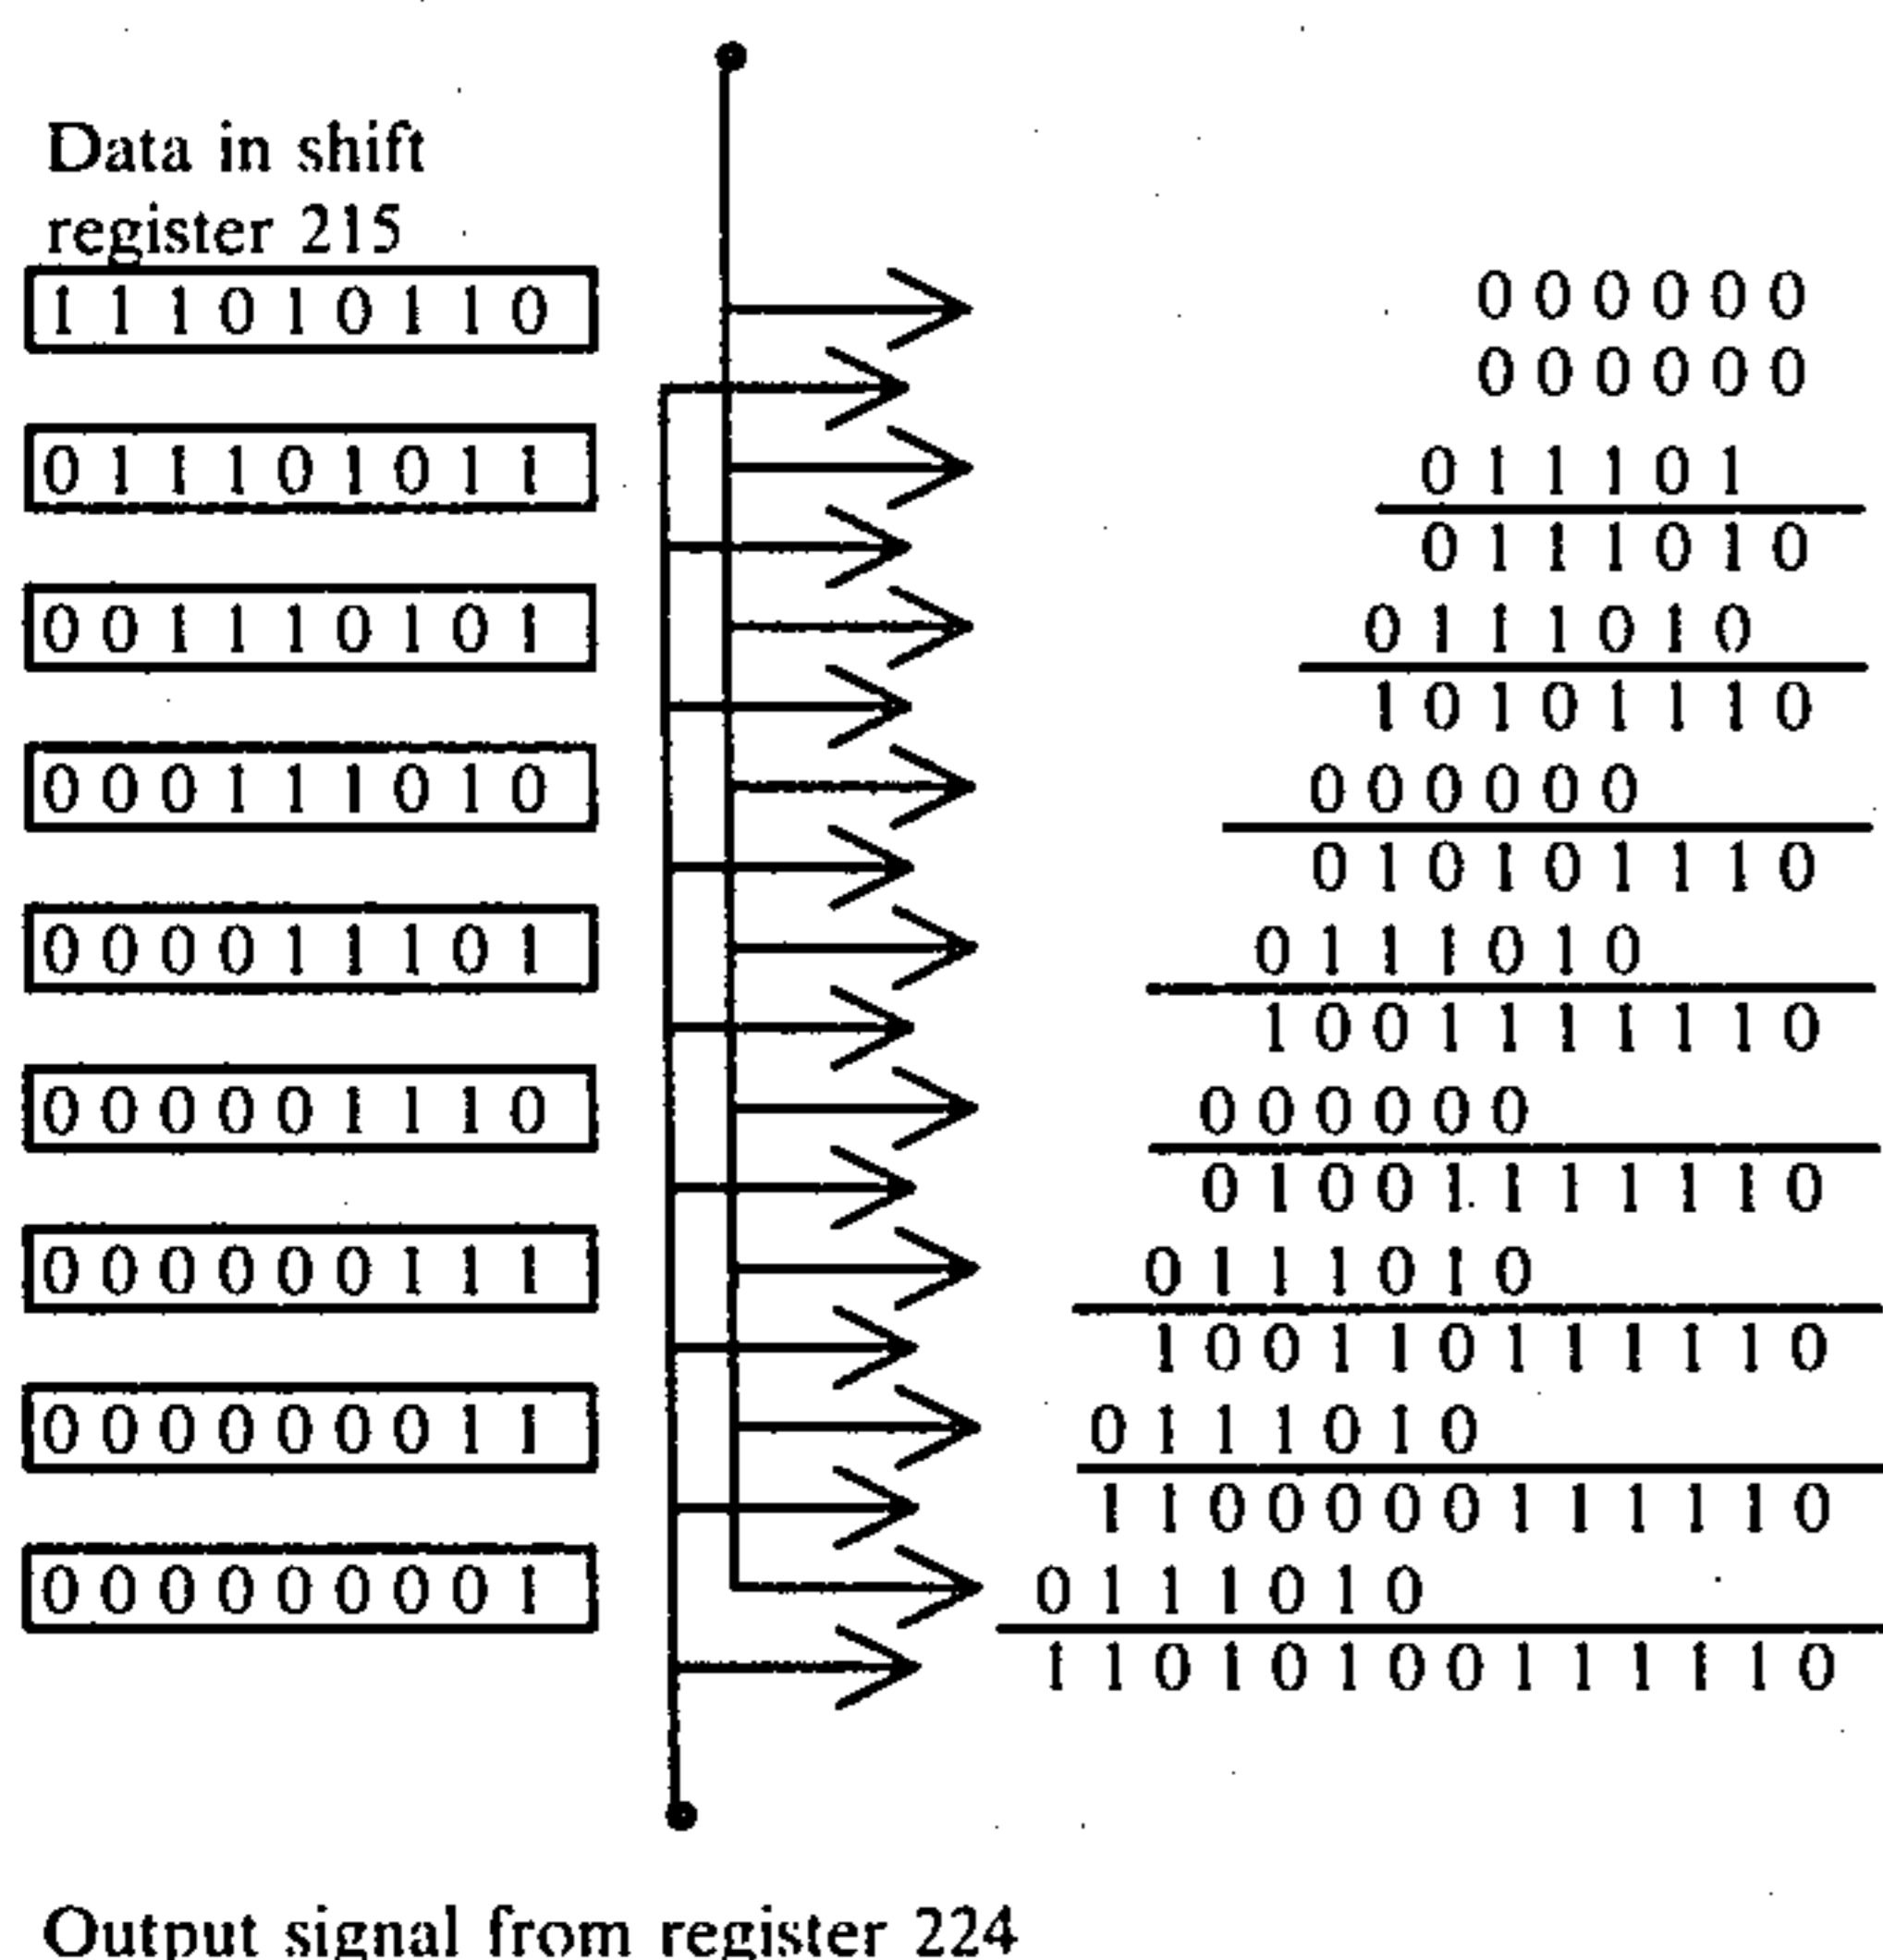 Data in shift
register 215
1 1 1 0 1 0 1 1 0
0 0 0 0 0 0
0 0 0 0 0 0
0 1 1 1 0 1 0 1 1
0 1 1 1 0 1
0 1 1 1 0 1 0
0 0 1 1 1 0 1 0 1
0 1 1 1 0 1 0
1 0 1 0 1 1 1 0
0 0 0 1 1 1 0 1 0
0 0 0 0 0 0
0 1 0 1 0 1 1 1 0
0 0 0 0 1 1 1 0 1
0 1 1 1 0 1 0
1 0 0 1 1 1 1 1 1 0
0 0 0 0 0 1 1 1 0
0 0 0 0 0 0
0 1 0 0 1 1 1 1 1 1 0
0 0 0 0 0 0 1 1 1
0 1 1 1 0 1 0
1 0 0 1 1 0 1 1 1 1 1 0
0 0 0 0 0 0 0 1 1
0 1 1 1 0 1 0
1 1 0 0 0 0 0 1 1 1 1 1 0
0 0 0 0 0 0 0 0 1
0 1 1 1 0 1 0
1 1 0 1 0 1 0 0 1 1 1 1 1 0
Output signal from register 224